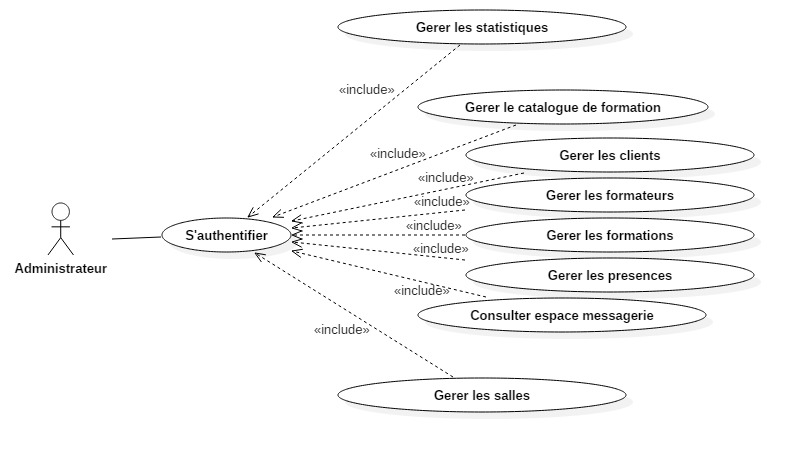 Gerer les statistiques
«include»
Gerer le catalogue de formation
«include»
Gerer les clients
«include»
Gerer les formateurs
«include»
Gerer les formations
«include»
S'authentifier
Administrateur
«include»
Gerer les presences
«include»
Consulter espace messagerie
«include»
Gerer les salles